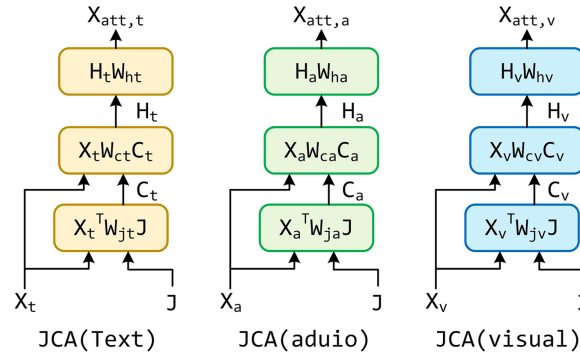 X_att,t X_att,a X_att,v
H_tW_ht H_aW_ha H_vW_hv
H_t H_a H_v
X_tW_ctC_t X_aW_caC_a X_vW_cvC_v
C_t C_a C_v
X_t^TW_jtJ X_a^TW_jaJ X_v^TW_jvJ
X_t J X_a J X_v J
JCA(Text) JCA(aduio) JCA(visual)